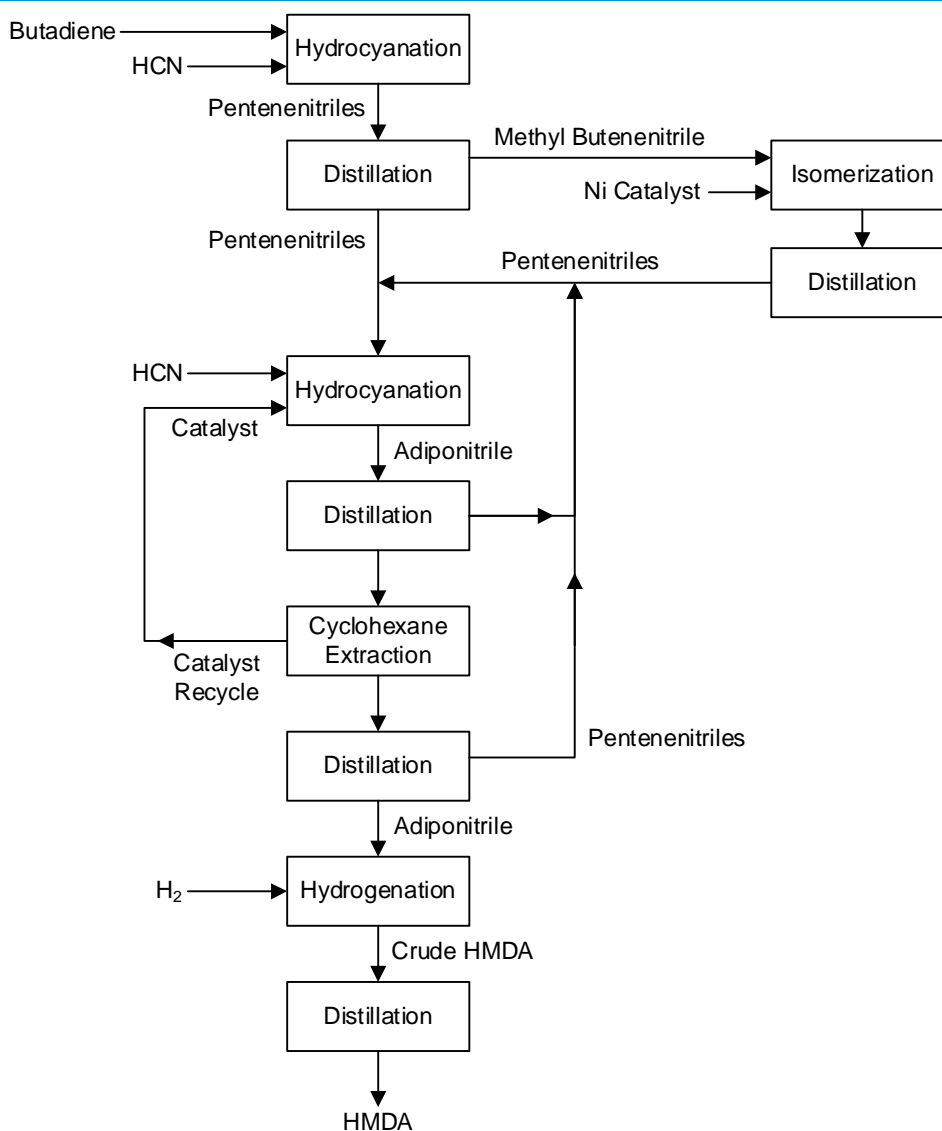 Butadiene
Hydrocyanation
HCN
Pentenenitriles
Methyl Butenenitrile
Distillation
Isomerization
Ni Catalyst
Pentenenitriles
Pentenenitriles
Distillation
HCN
Hydrocyanation
Catalyst
Adiponitrile
Distillation
Cyclohexane
Extraction
Catalyst
Recycle
Pentenenitriles
Distillation
Adiponitrile
H₂
Hydrogenation
Crude HMDA
Distillation
HMDA